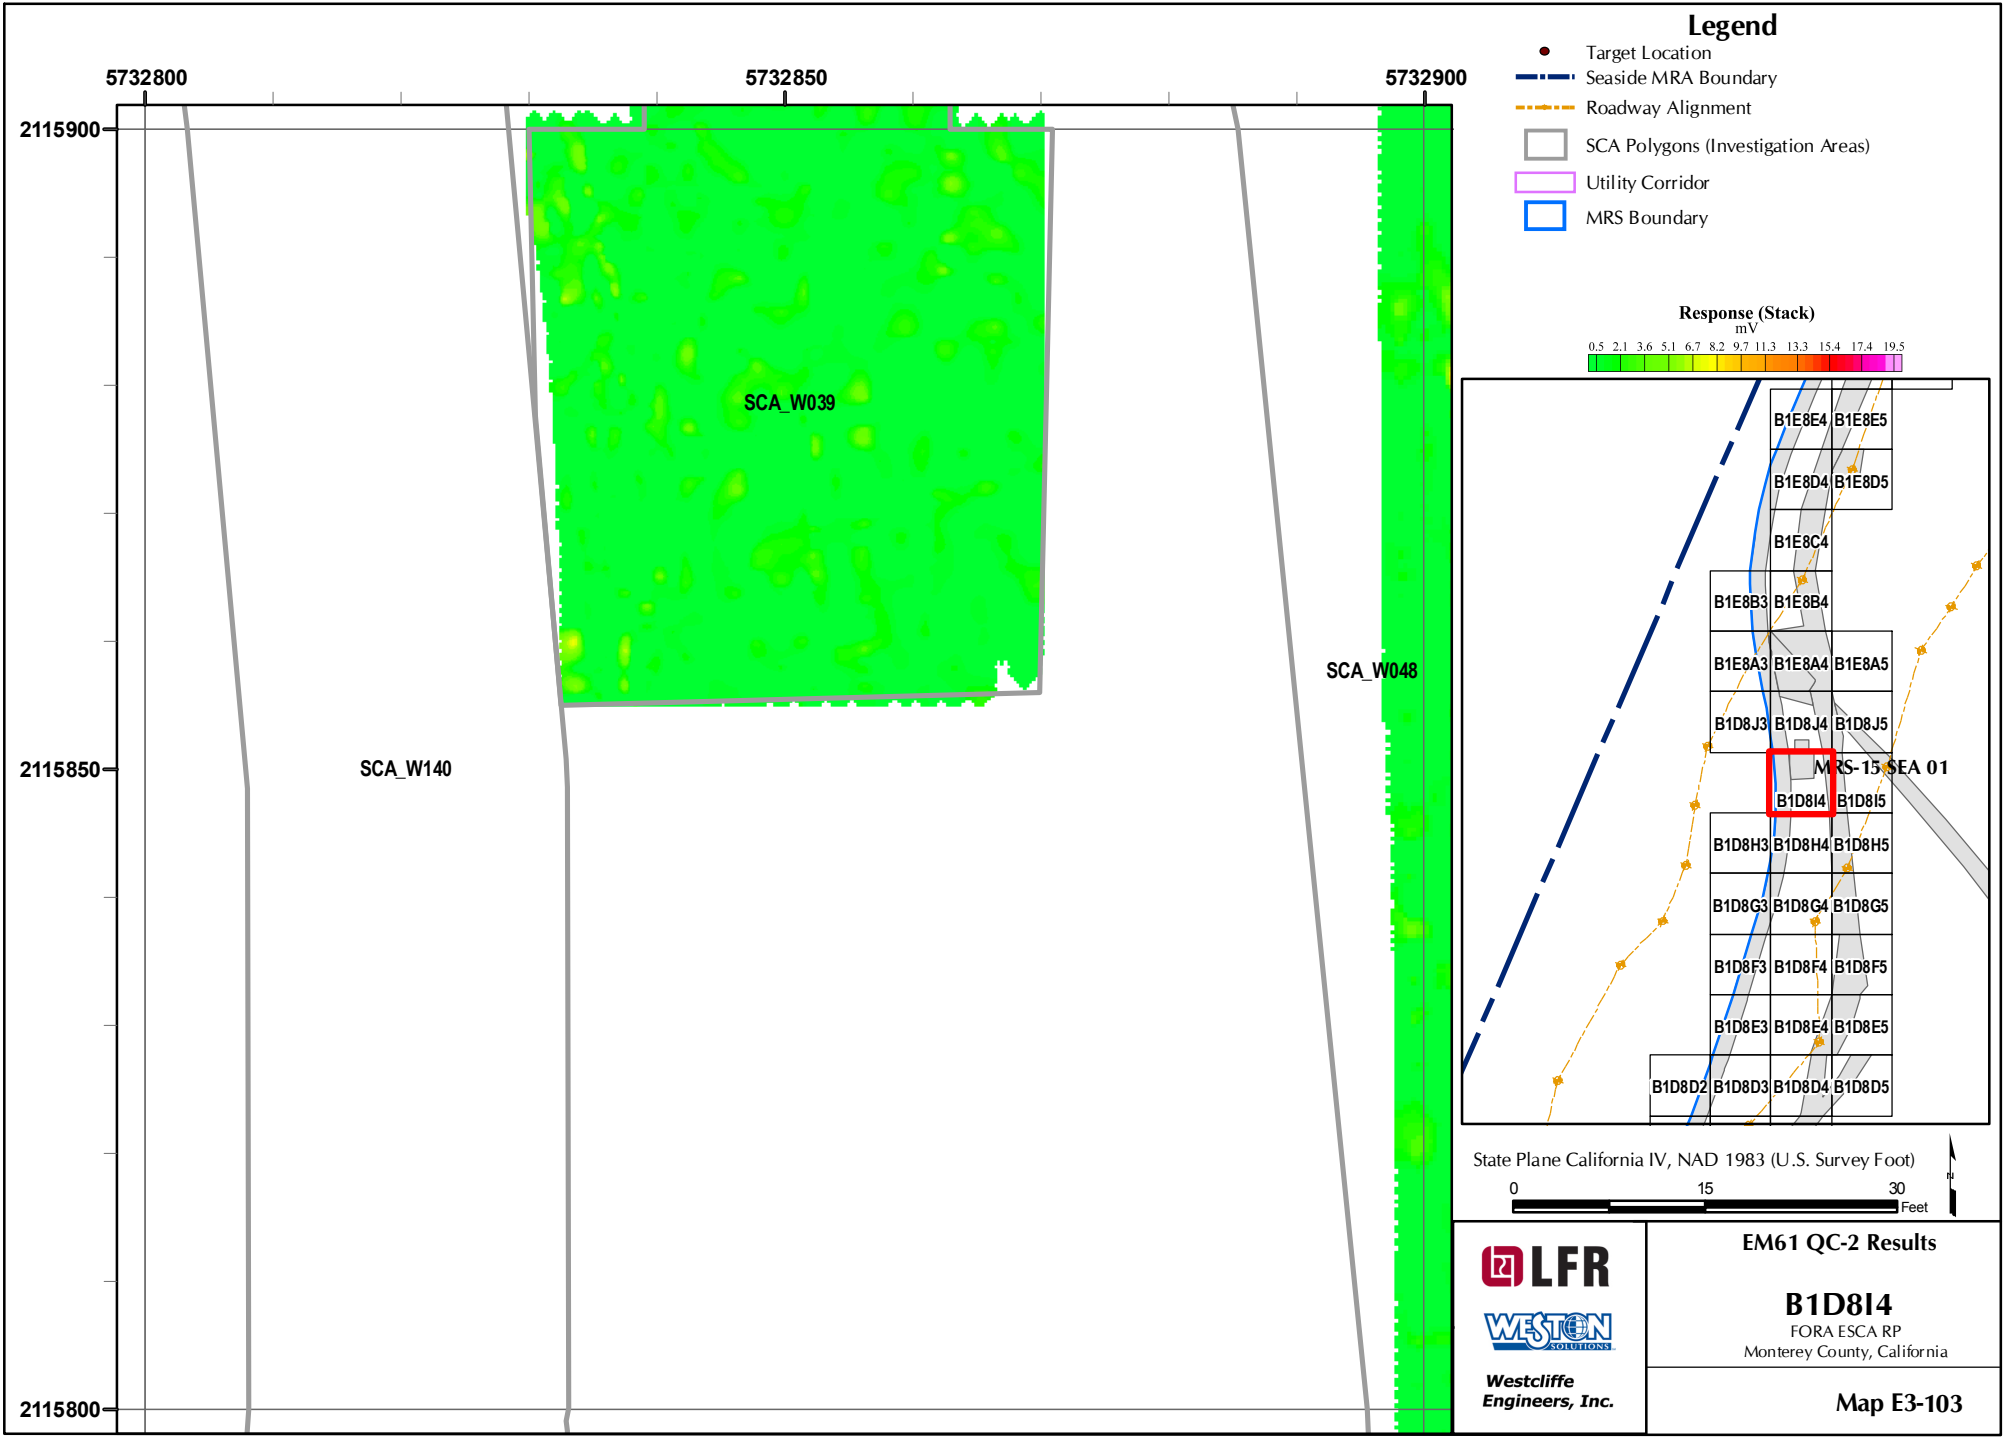 Legend
Target Location
Seaside MRA Boundary
Roadway Alignment
SCA Polygons (Investigation Areas)
Utility Corridor
MRS Boundary
Response (Stack)
mV
0.5 2.1 3.6 5.1 6.7 8.2 9.7 11.3 13.3 15.4 17.4 19.5
5732800 5732850 5732900
2115900
2115850
2115800
SCA_W039
SCA_W048
SCA_W140
B1E8E4 B1E8E5
B1E8D4 B1E8D5
B1E8C4
B1E8B3 B1E8B4
B1E8A3 B1E8A4 B1E8A5
B1D8J3 B1D8J4 B1D8J5
MRS-15 SEA 01
B1D8I4 B1D8I5
B1D8H3 B1D8H4 B1D8H5
B1D8G3 B1D8G4 B1D8G5
B1D8F3 B1D8F4 B1D8F5
B1D8E3 B1D8E4 B1D8E5
B1D8D2 B1D8D3 B1D8D4 B1D8D5
State Plane California IV, NAD 1983 (U.S. Survey Foot)
0 15 30
Feet
N
LFR
WESTON
SOLUTIONS
Westcliffe
Engineers, Inc.
EM61 QC-2 Results
B1D8I4
FORA ESCA RP
Monterey County, California
Map E3-103